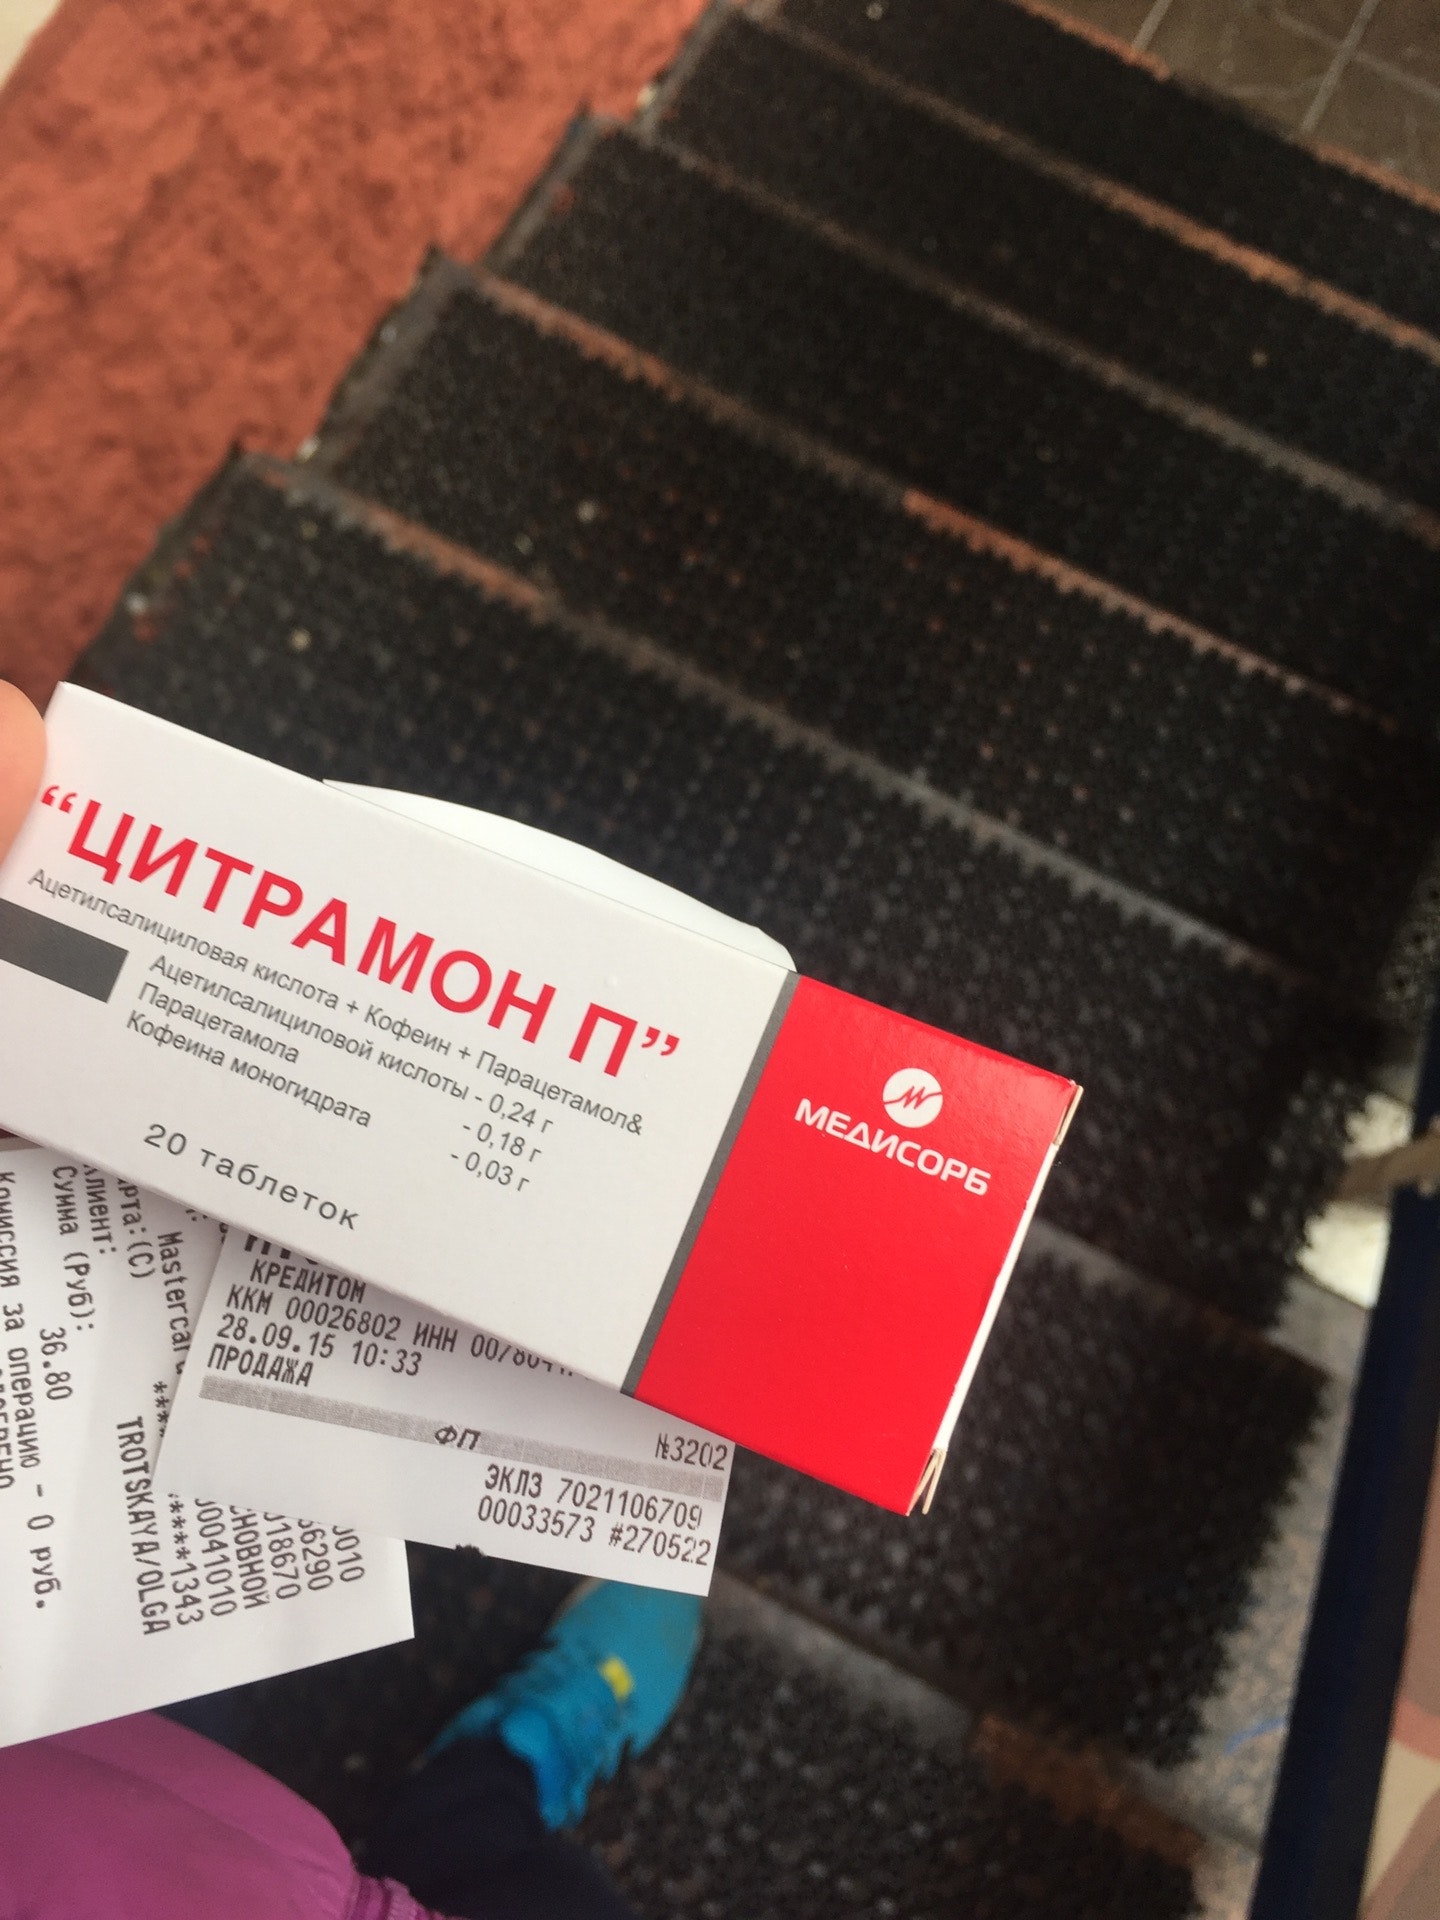 “ЦИТРАМОН П”
Ацетилсалициловая кислота + Кофеин + Парацетамол&
Ацетилсалициловой кислоты - 0,24 г
Парацетамола - 0,18 г
Кофеина моногидрата - 0,03 г
20 таблеток
МЕДИСОРБ
КРЕДИТОМ
ККМ 00026802 ИНН
28.09.15 10:33
ПРОДАЖА
ФП
№3202
ЭКЛЗ 7021106709
00033573 #270522
TROTSKAYA/OLGA
Сумма (Руб):
36.80
Комиссия за операцию - 0 руб.